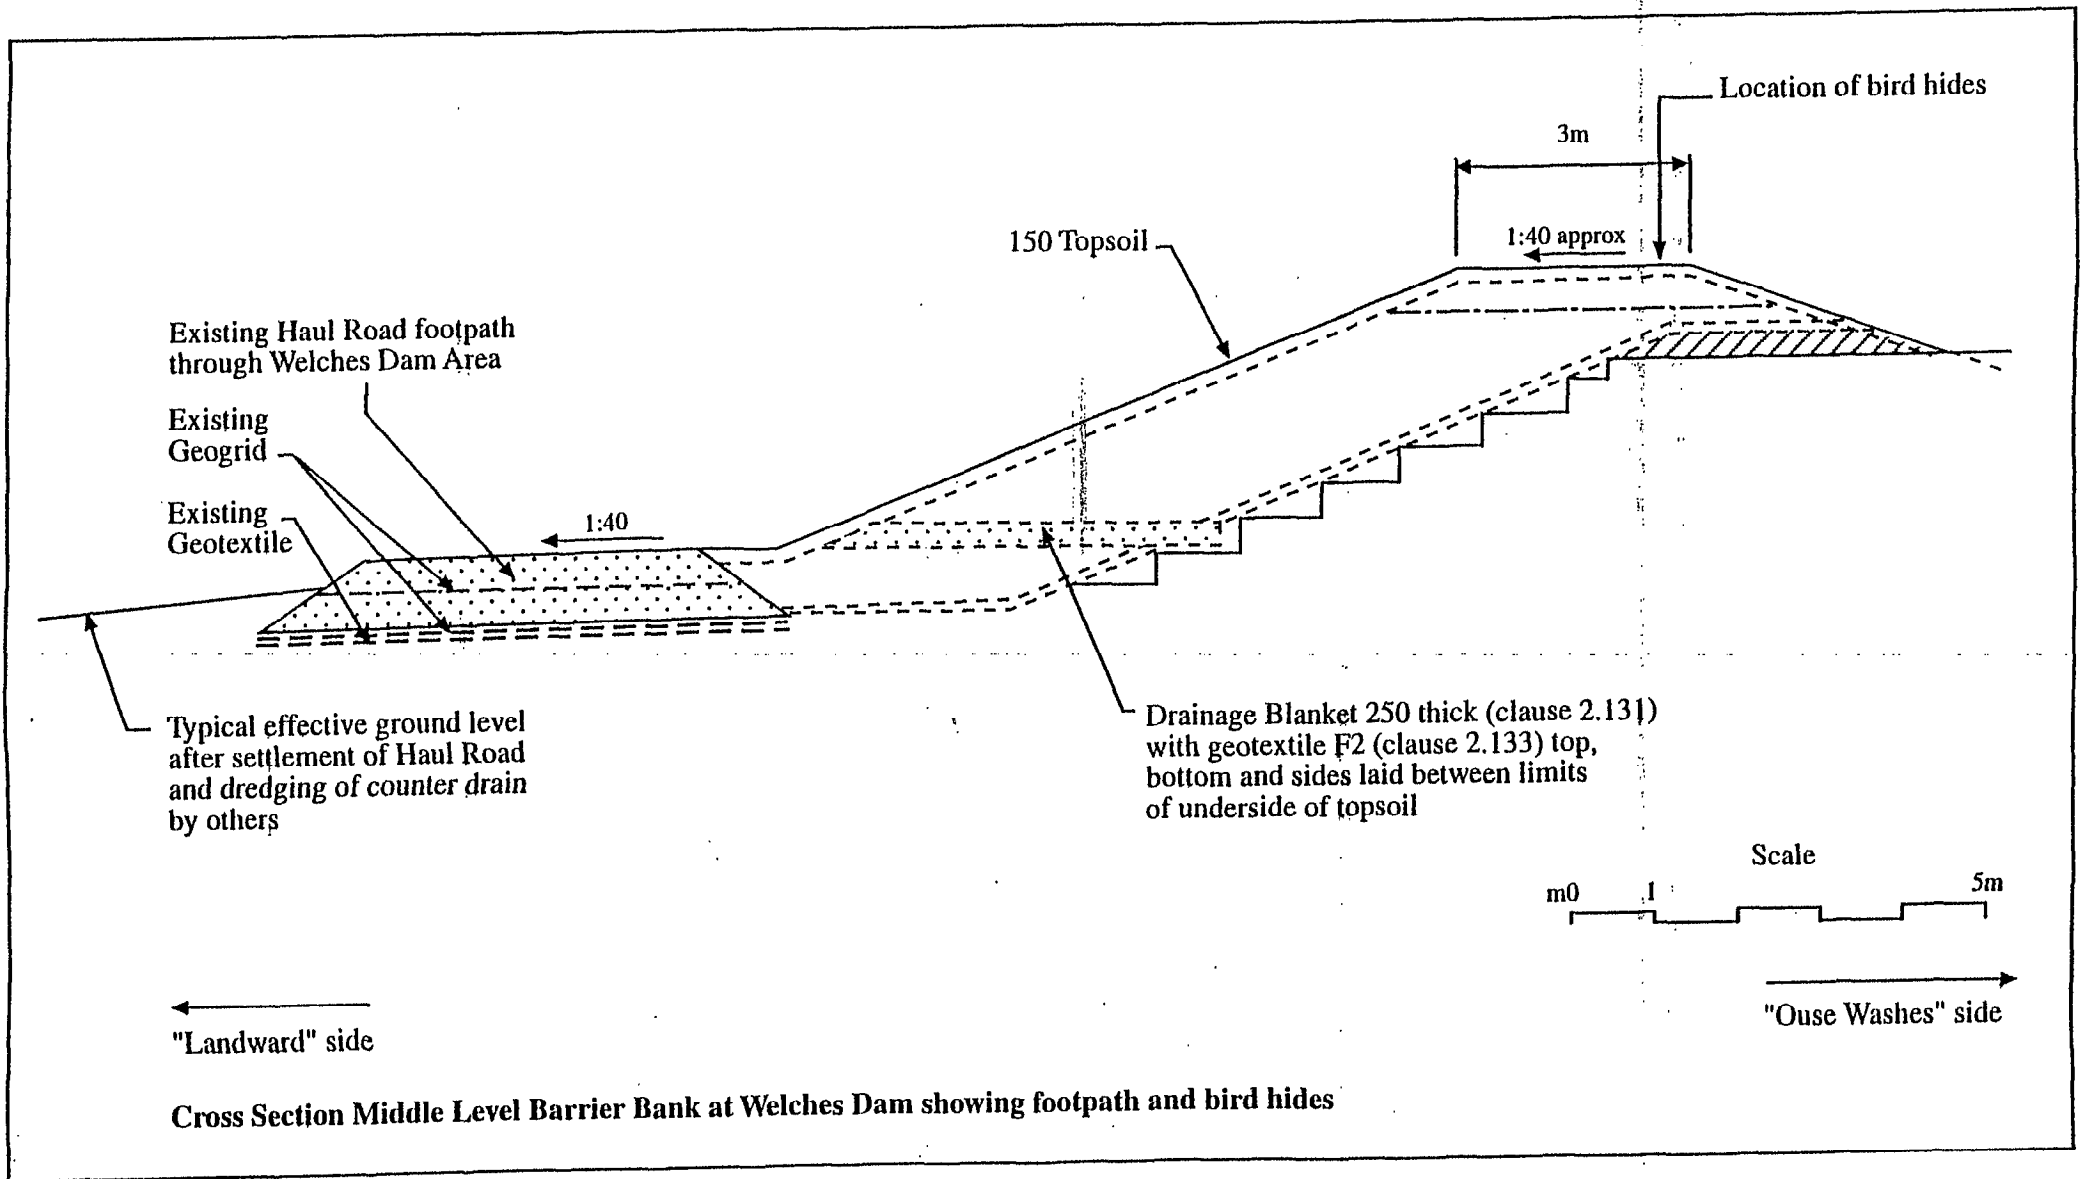 Location of bird hides
3m
1:40 approx
150 Topsoil
Existing Haul Road footpath
through Welches Dam Area
Existing
Geogrid
Existing
Geotextile
1:40
Typical effective ground level
after settlement of Haul Road
and dredging of counter drain
by others
Drainage Blanket 250 thick (clause 2.131)
with geotextile F2 (clause 2.133) top,
bottom and sides laid between limits
of underside of topsoil
Scale
m0 1 5m
"Landward" side
"Ouse Washes" side
Cross Section Middle Level Barrier Bank at Welches Dam showing footpath and bird hides